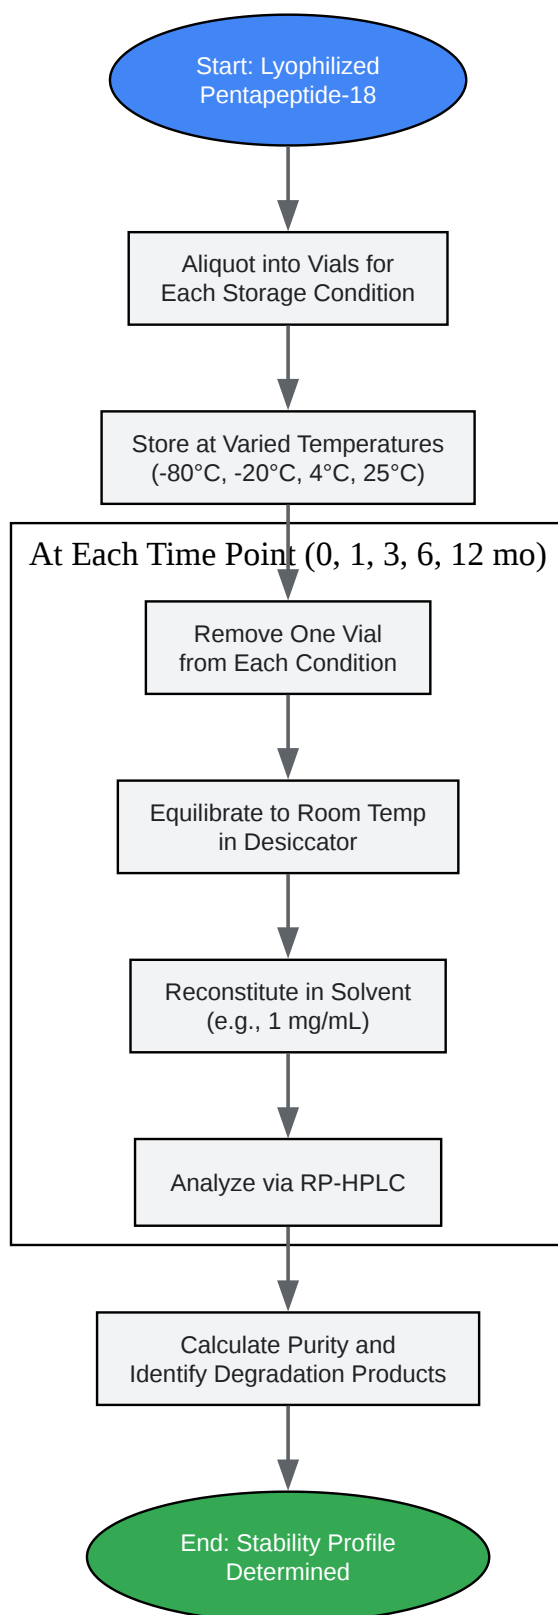 Start: Lyophilized
Pentapeptide-18
Aliquot into Vials for
Each Storage Condition
Store at Varied Temperatures
(-80°C, -20°C, 4°C, 25°C)
At Each Time Point (0, 1, 3, 6, 12 mo)
Remove One Vial
from Each Condition
Equilibrate to Room Temp
in Desiccator
Reconstitute in Solvent
(e.g., 1 mg/mL)
Analyze via RP-HPLC
Calculate Purity and
Identify Degradation Products
End: Stability Profile
Determined